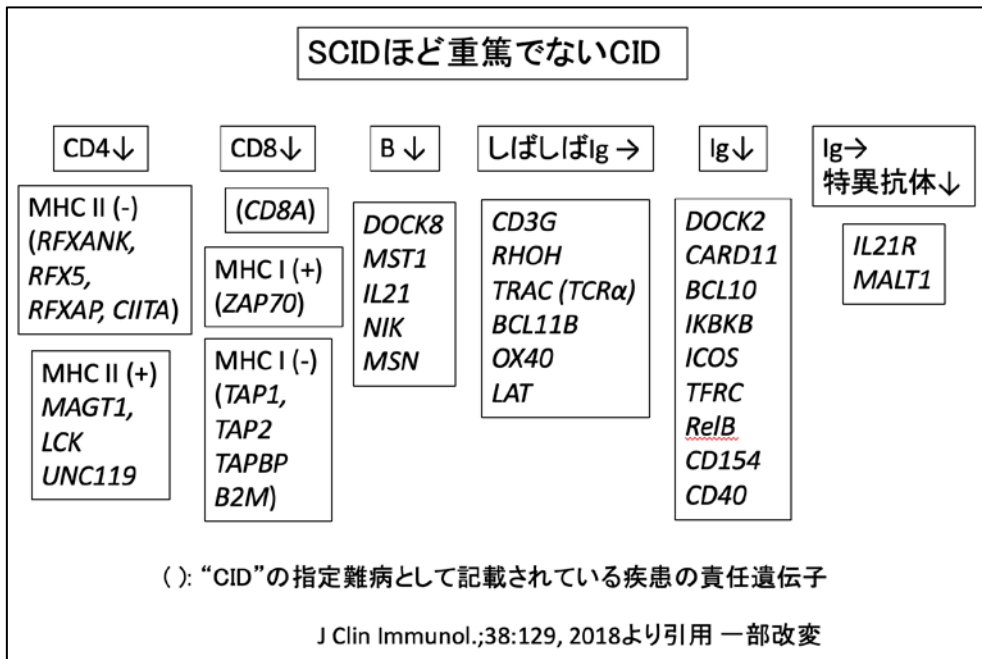 SCIDほど重篤でないCID
CD4↓
MHC II (-)
(RFXANK,
RFX5,
RFXAP, CIITA)
MHC II (+)
MAGT1,
LCK
UNC119
CD8↓
(CD8A)
MHC I (+)
(ZAP70)
MHC I (-)
(TAP1,
TAP2
TAPBP
B2M)
B ↓
DOCK8
MST1
IL21
NIK
MSN
しばしばIg →
CD3G
RHOH
TRAC (TCRα)
BCL11B
OX40
LAT
Ig↓
DOCK2
CARD11
BCL10
IKBKB
ICOS
TFRC
RelB
CD154
CD40
Ig→
特異抗体↓
IL21R
MALT1
( ): “CID”の指定難病として記載されている疾患の責任遺伝子
J Clin Immunol.;38:129, 2018より引用 一部改変